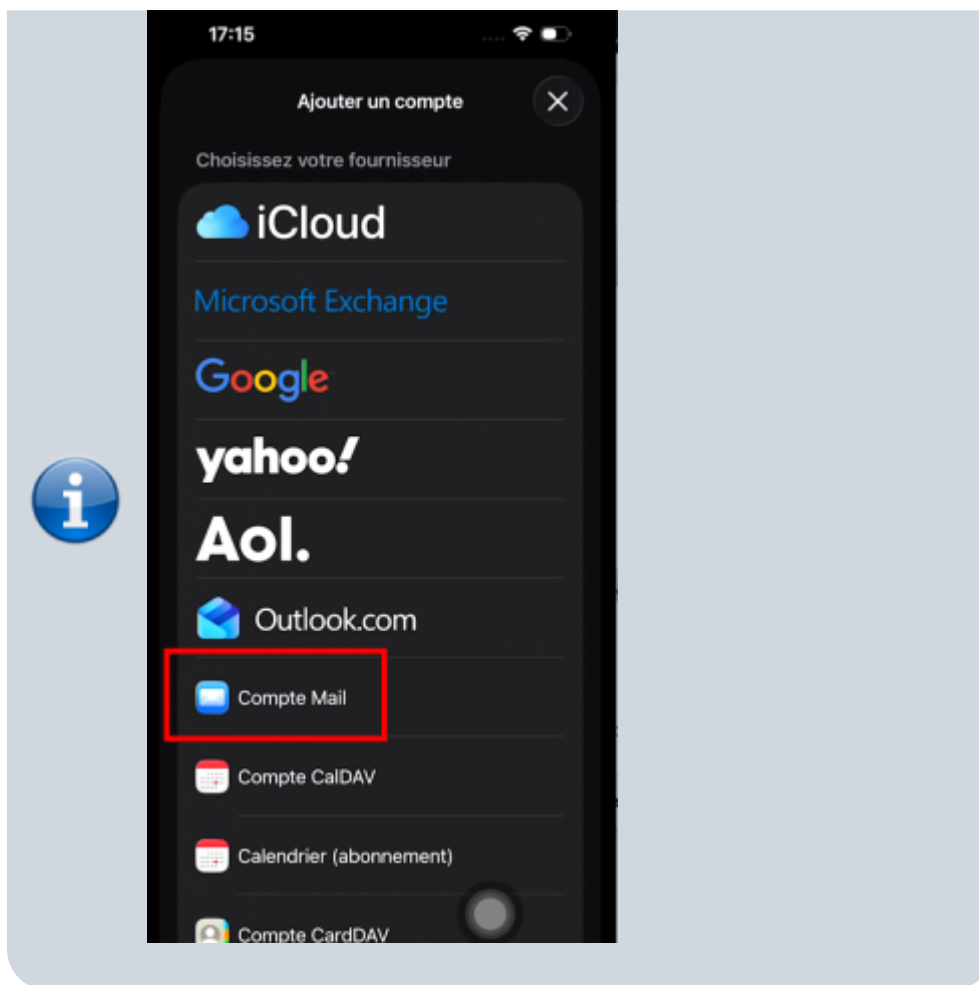 17:15
Ajouter un compte
Choisissez votre fournisseur
iCloud
Microsoft Exchange
Google
yahoo!
Aol.
Outlook.com
Compte Mail
Compte CalDAV
Calendrier (abonnement)
Compte CardDAV